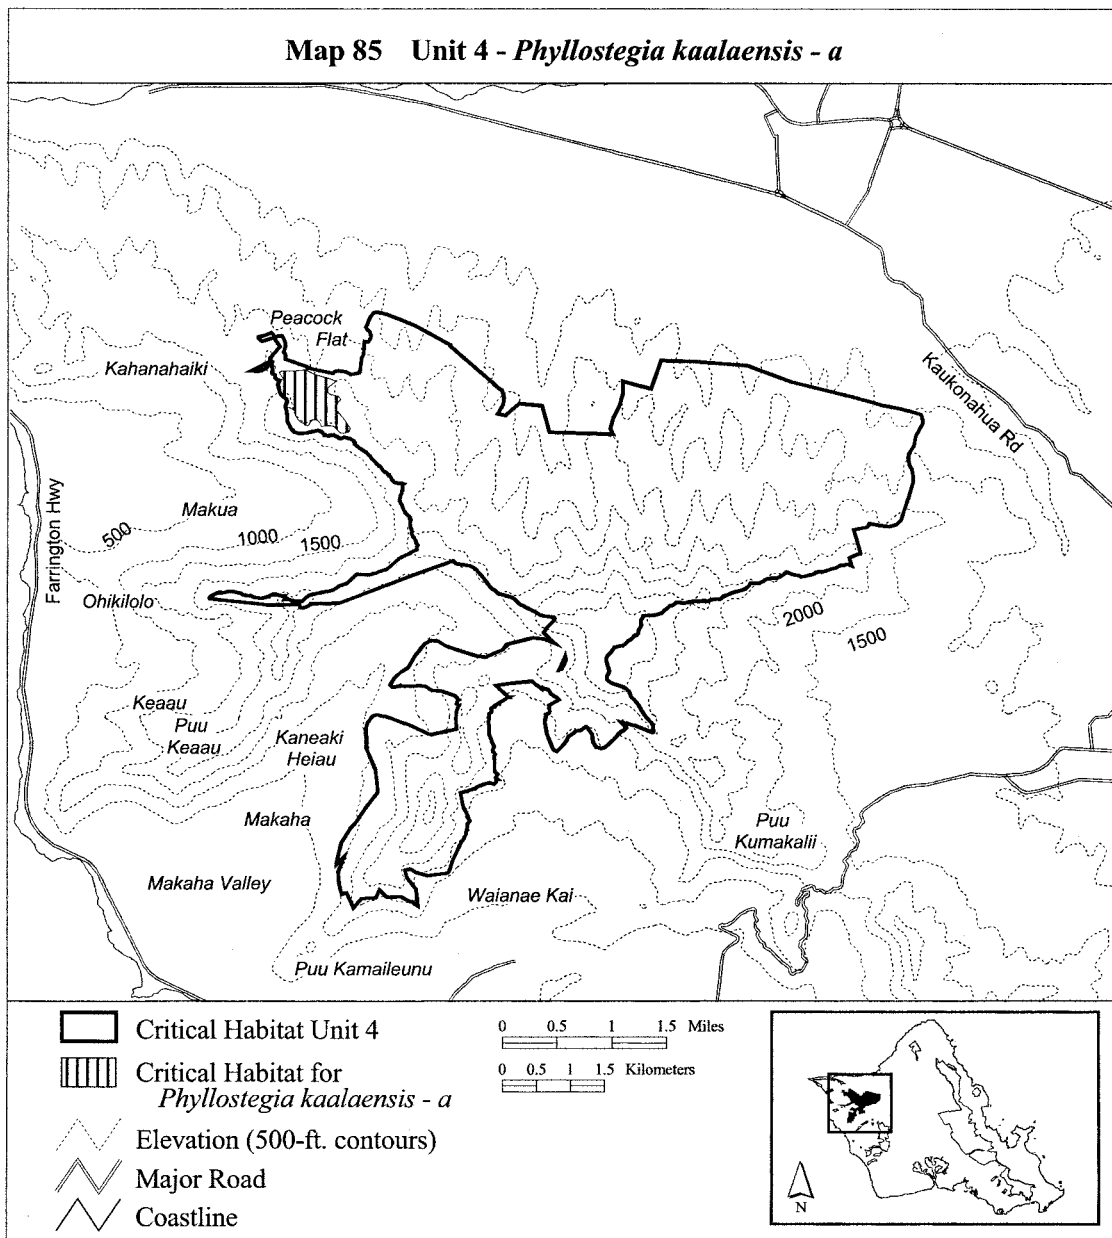 Map 85    Unit 4 - Phyllostegia kaalaensis - a
Peacock
Flat
Kahanahaiki
Kaukonahua Rd
Farrington Hwy
Makua
500
1000
1500
Ohikilolo
2000
1500
Keaau
Puu
Keaau
Kaneaki
Heiau
Makaha
Puu
Kumakalii
Makaha Valley
Waianae Kai
Puu Kamaileunu
Critical Habitat Unit 4
Critical Habitat for
Phyllostegia kaalaensis - a
Elevation (500-ft. contours)
Major Road
Coastline
0 0.5 1 1.5 Miles
0 0.5 1 1.5 Kilometers
N